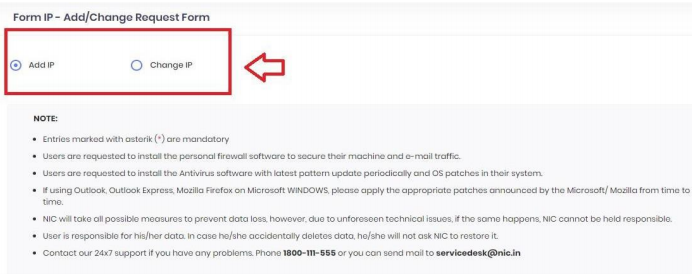 Form IP - Add/Change Request Form
Add IP
Change IP
NOTE:
• Entries marked with asterik (*) are mandatory
• Users are requested to install the personal firewall software to secure their machine and e-mail traffic.
• Users are requested to install the Antivirus software with latest pattern update periodically and OS patches in their system.
• If using Outlook, Outlook Express, Mozilla Firefox on Microsoft WINDOWS, please apply the appropriate patches announced by the Microsoft/ Mozilla from time to
time.
• NIC will take all possible measures to prevent data loss, however, due to unforeseen technical issues, if the same happens, NIC cannot be held responsible.
• User is responsible for his/her data. In case he/she accidentally deletes data, he/she will not ask NIC to restore it.
• Contact our 24x7 support if you have any problems. Phone 1800-111-555 or you can send mail to servicedesk@nic.in